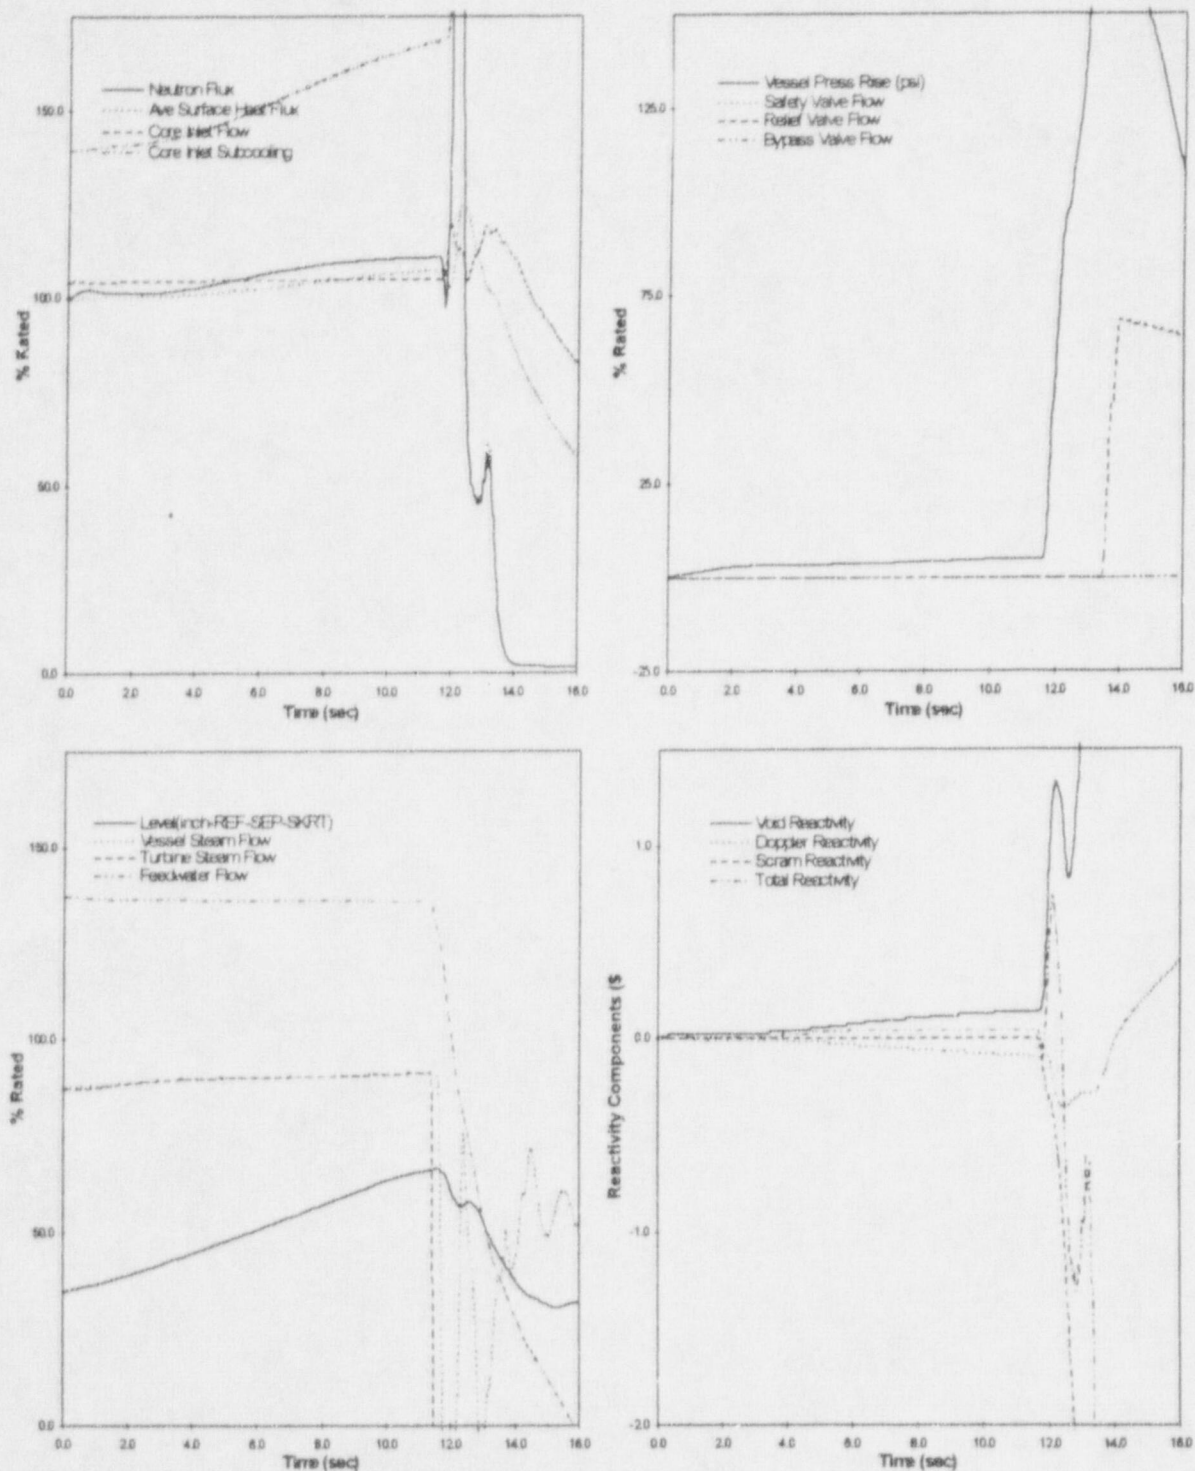 Neutron Flux
Ave Surface Heat Flux
Core Inlet Flow
Core Inlet Subcooling
150.0
100.0
50.0
0.0
% Rated
0.0 2.0 4.0 6.0 8.0 10.0 12.0 14.0 16.0
Time (sec)
Vessel Press Rise (psi)
Safety Valve Flow
Relief Valve Flow
Bypass Valve Flow
125.0
75.0
25.0
-25.0
% Rated
0.0 2.0 4.0 6.0 8.0 10.0 12.0 14.0 16.0
Time (sec)
Level(inch-REF-SEP-SKRT)
Vessel Steam Flow
Turbine Steam Flow
Feedwater Flow
150.0
100.0
50.0
0.0
% Rated
0.0 2.0 4.0 6.0 8.0 10.0 12.0 14.0 16.0
Time (sec)
Void Reactivity
Doppler Reactivity
Scram Reactivity
Total Reactivity
1.0
0.0
-1.0
-2.0
Reactivity Components ($
0.0 2.0 4.0 6.0 8.0 10.0 12.0 14.0 16.0
Time (sec)